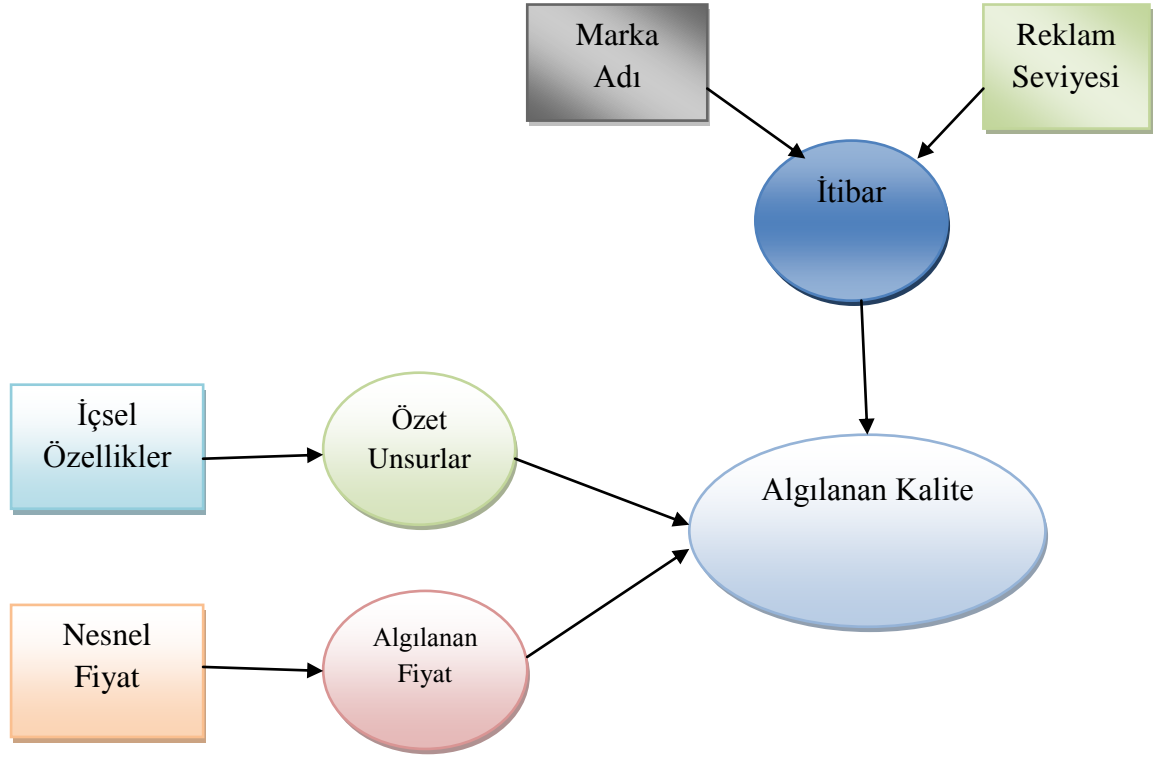 Marka
Adı
Reklam
Seviyesi
İtibar
İçsel
Özellikler
Özet
Unsurlar
Algılanan Kalite
Nesnel
Fiyat
Algılanan
Fiyat